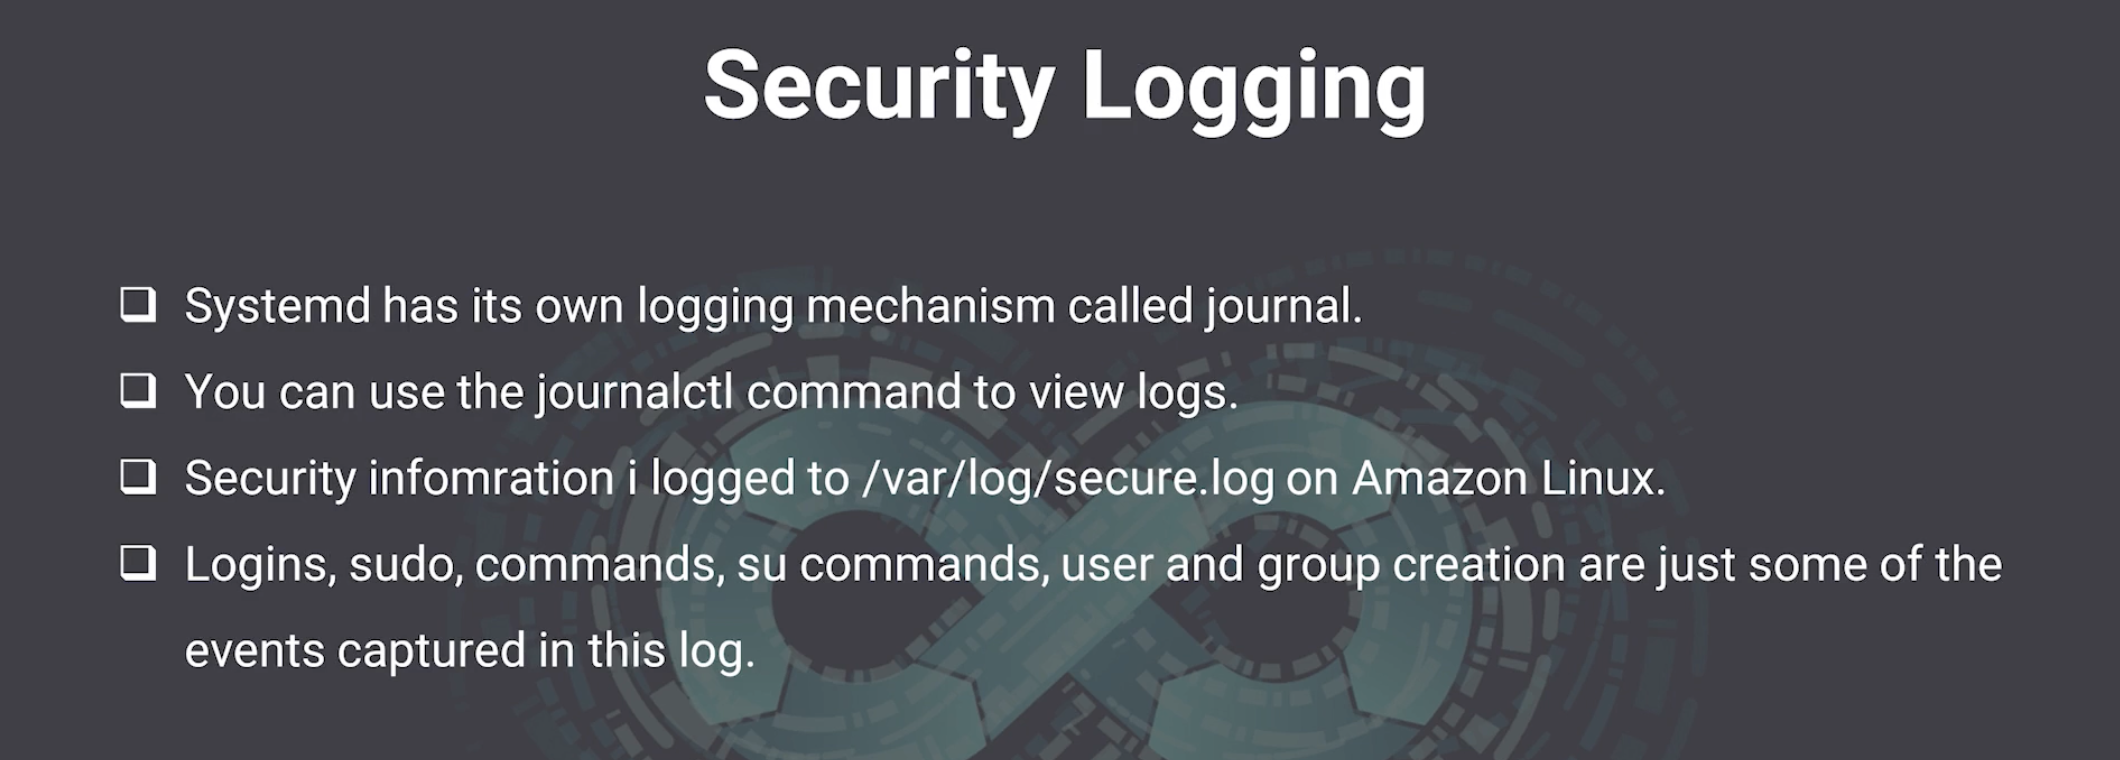 Security Logging
❑ Systemd has its own logging mechanism called journal.
❑ You can use the journalctl command to view logs.
❑ Security infomration i logged to /var/log/secure.log on Amazon Linux.
❑ Logins, sudo, commands, su commands, user and group creation are just some of the
events captured in this log.